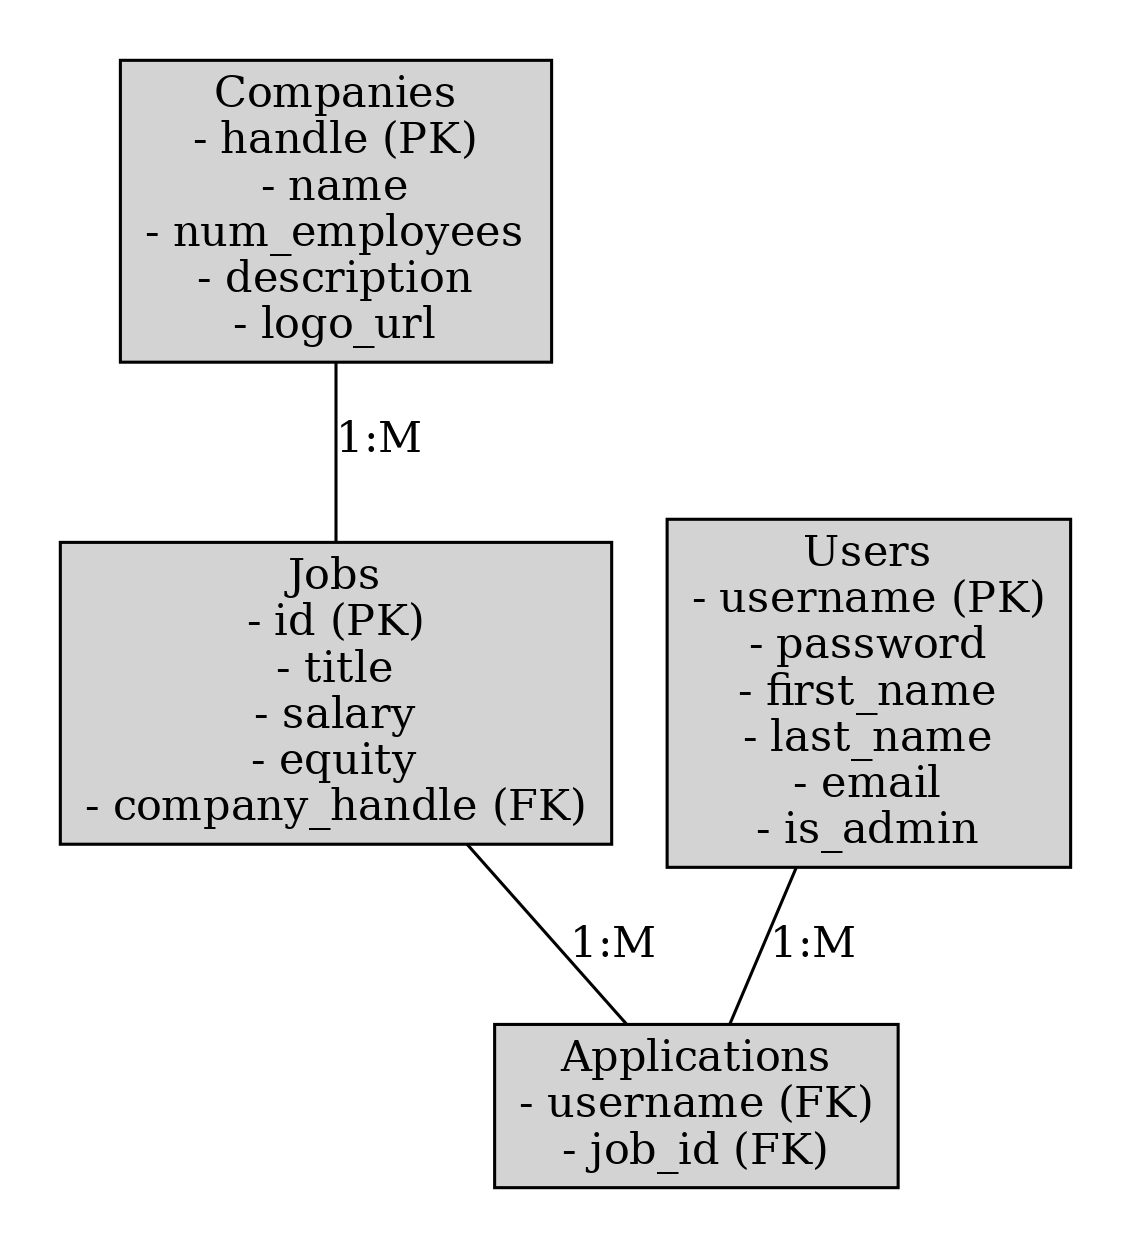 Companies
- handle (PK)
- name
- num_employees
- description
- logo_url
1:M
Jobs
- id (PK)
- title
- salary
- equity
- company_handle (FK)
Users
- username (PK)
- password
- first_name
- last_name
- email
- is_admin
1:M
1:M
Applications
- username (FK)
- job_id (FK)